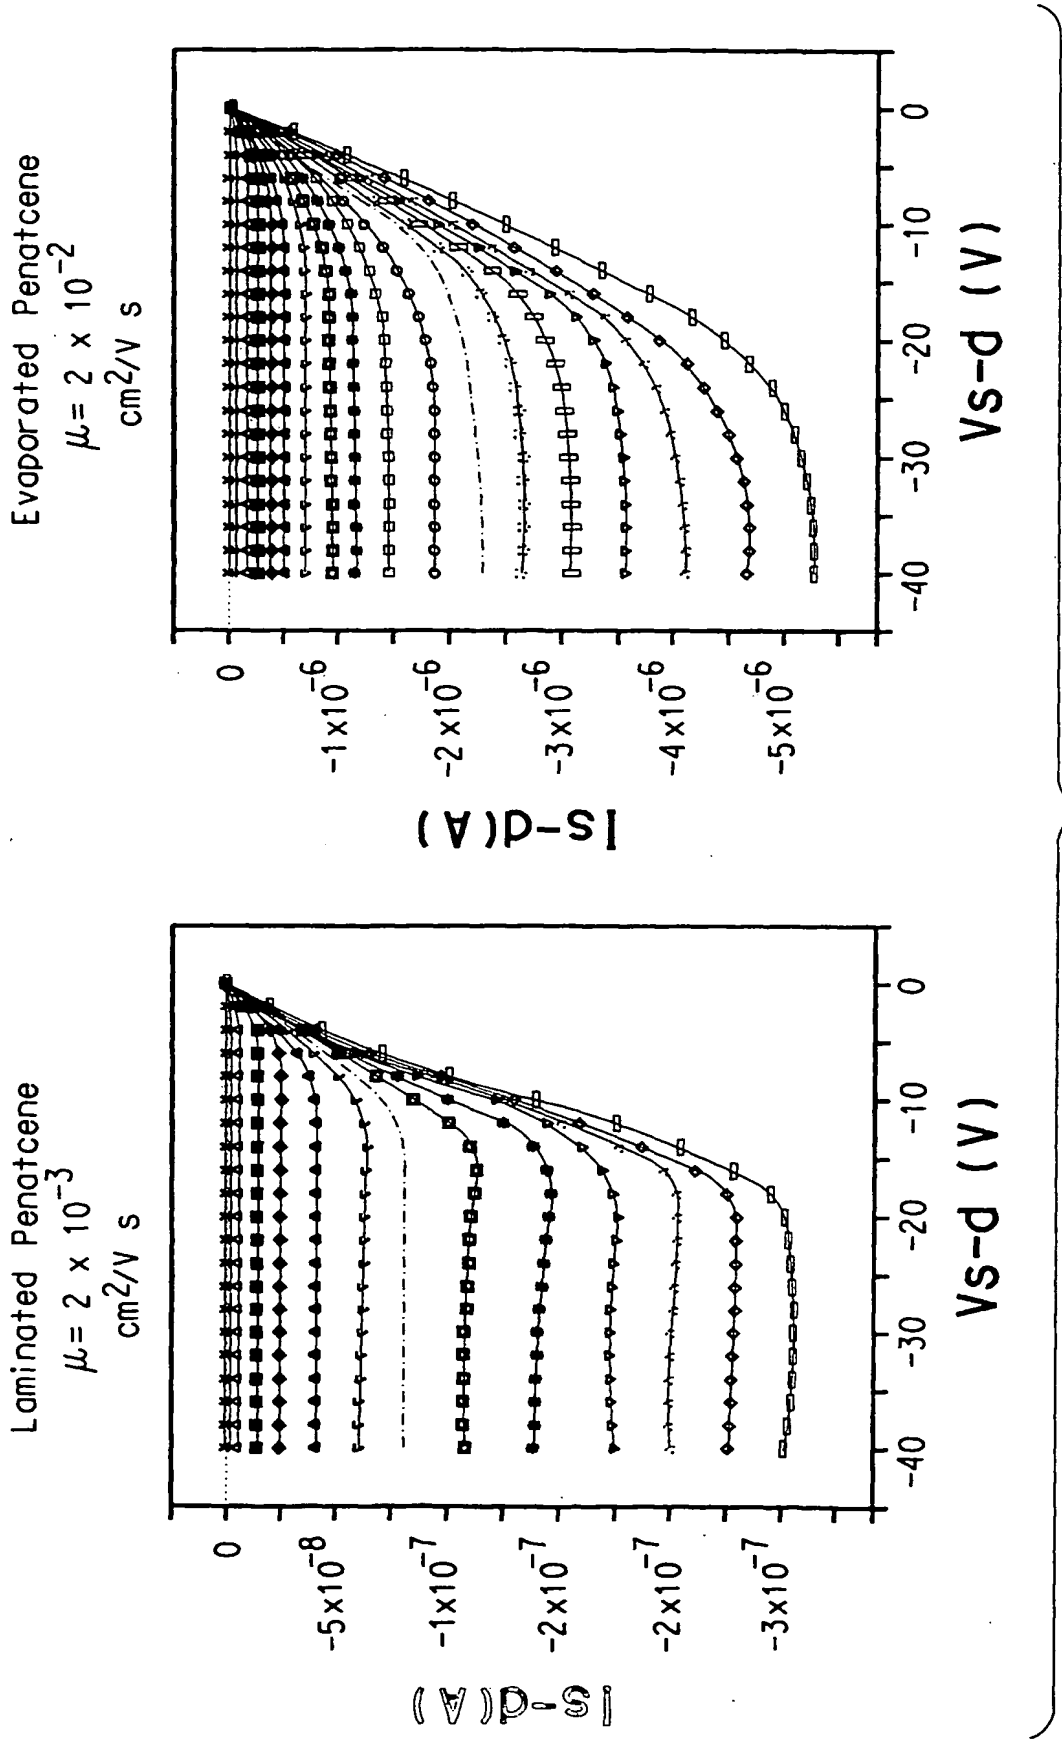 Laminated Penatcene
μ= 2 x 10-3
cm2/V s
0
-5x10-8
-1x10-7
-2x10-7
-2x10-7
-3x10-7
Is-d(A)
-40
-30
-20
-10
0
Vs-d (V)
Evaporated Penatcene
μ= 2 x 10-2
cm2/V s
0
-1x10-6
-2x10-6
-3x10-6
-4x10-6
-5x10-6
Is-d(A)
-40
-30
-20
-10
0
Vs-d (V)